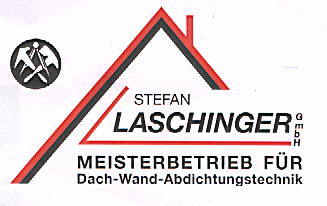 STEFAN
LASCHINGER GmbH
MEISTERBETRIEB FÜR
Dach-Wand-Abdichtungstechnik